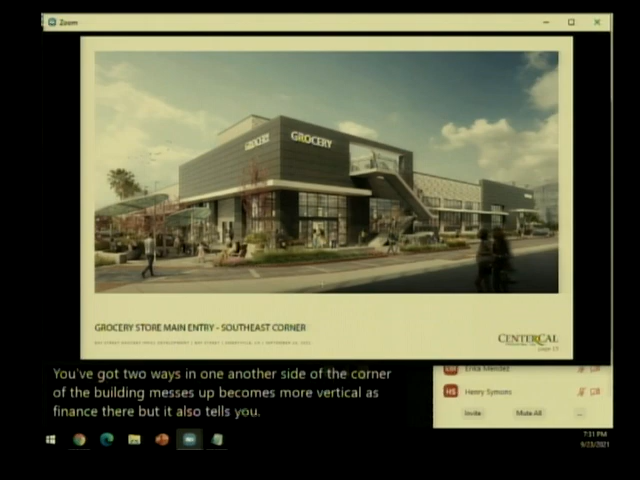 Zoom
GROCERY
GROCERY
GROCERY STORE MAIN ENTRY - SOUTHEAST CORNER
CENTERCAL
page 17
You've got two ways in one another side of the corner
of the building messes up becomes more vertical as
finance there but it also tells you.
Erica Mendez
HS Henry Symons
Invite Mute All ...
7:31 PM
9/23/2021